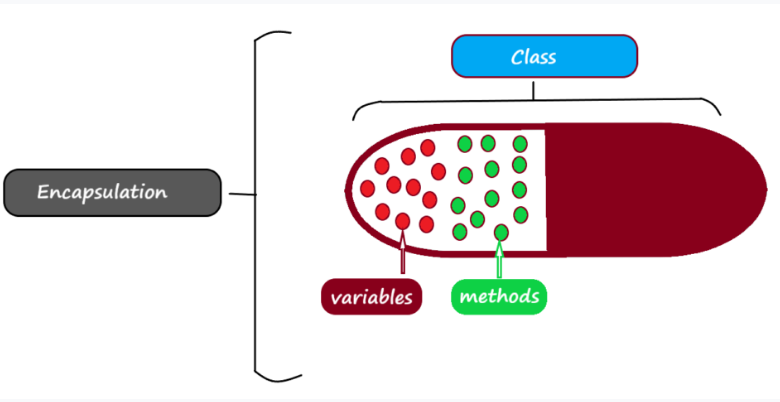 Class
Encapsulation
variables
methods